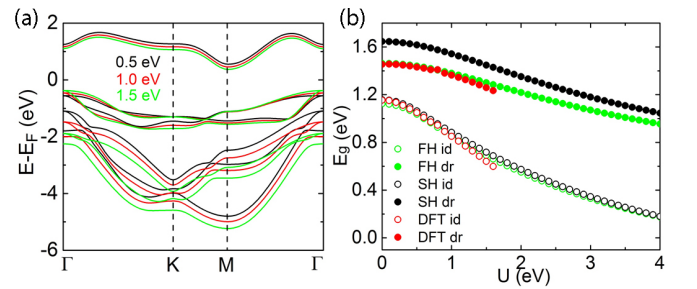 (a)
2
0
-2
-4
-6
E-E_F (eV)
0.5 eV
1.0 eV
1.5 eV
Γ K M Γ
(b)
1.6
1.2
0.8
0.4
0.0
E_g (eV)
FH id
FH dr
SH id
SH dr
DFT id
DFT dr
0 1 2 3 4
U (eV)